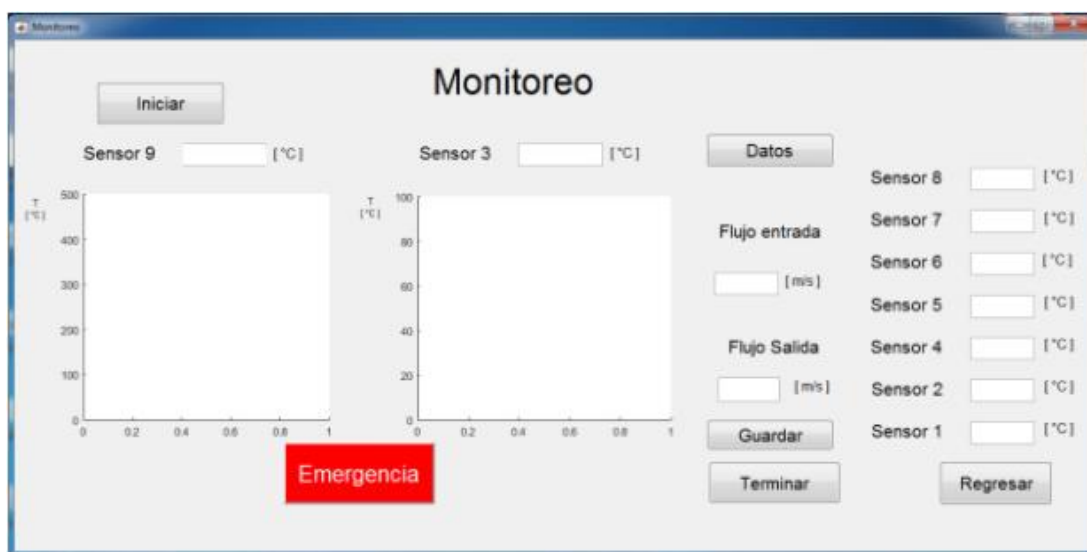 Monitoreo
Monitoreo
Iniciar
Sensor 9 [ °C ]
Sensor 3 [ °C ]
T
[°C]
500
400
300
200
100
0
0 0.2 0.4 0.6 0.8 1
T
[°C]
100
80
60
40
20
0
0 0.2 0.4 0.6 0.8 1
Emergencia
Datos
Flujo entrada
[ m/s ]
Flujo Salida
[ m/s ]
Guardar
Terminar
Sensor 8 [ °C ]
Sensor 7 [ °C ]
Sensor 6 [ °C ]
Sensor 5 [ °C ]
Sensor 4 [ °C ]
Sensor 2 [ °C ]
Sensor 1 [ °C ]
Regresar